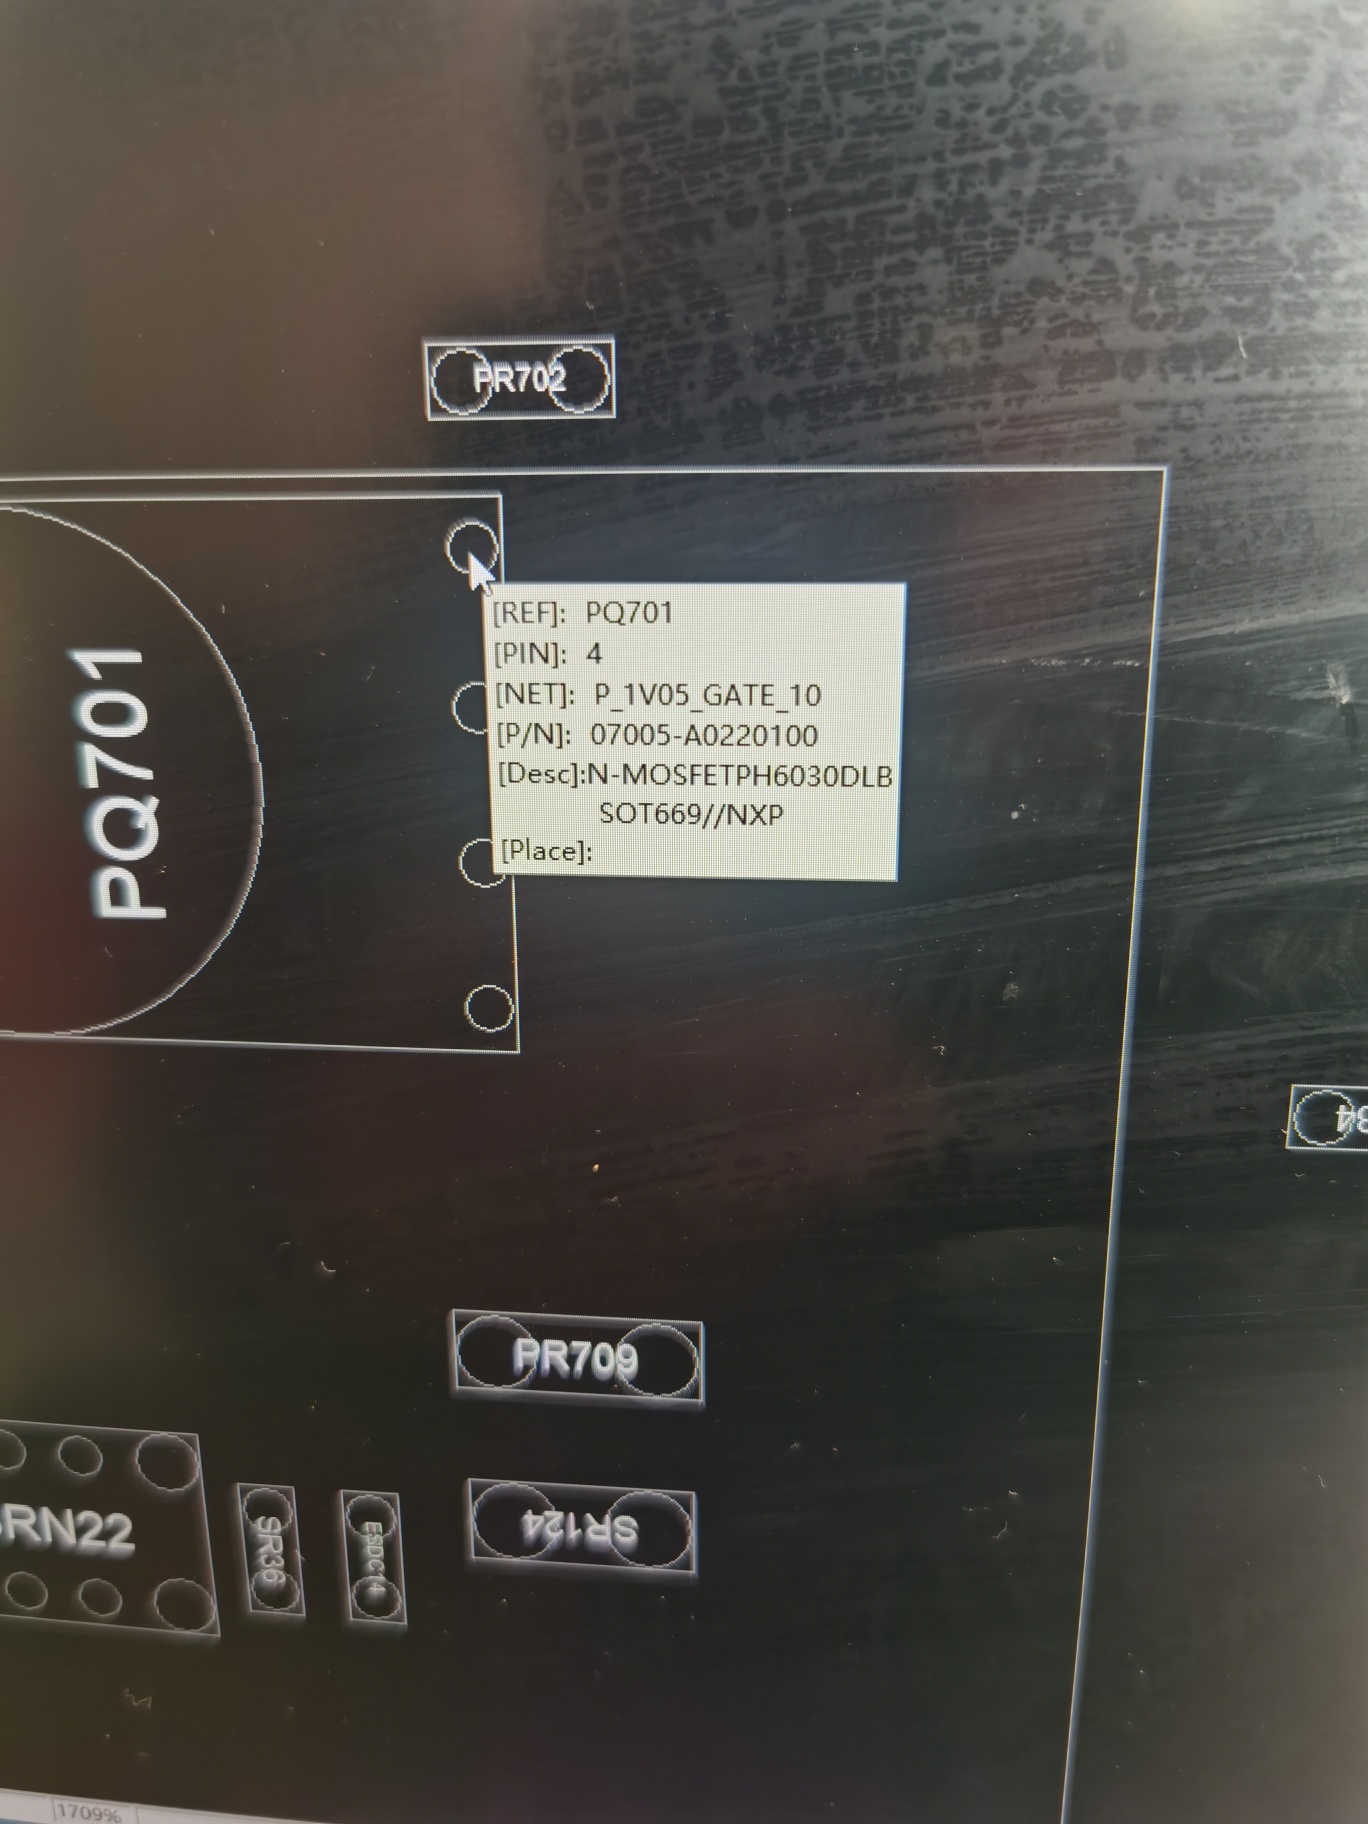 PR702
PQ701
[REF]: PQ701
[PIN]: 4
[NET]: P_1V05_GATE_10
[P/N]: 07005-A0220100
[Desc]:N-MOSFETPH6030DLB
SOT669//NXP
[Place]:
PR709
RN22
SR36
SR124
1709%